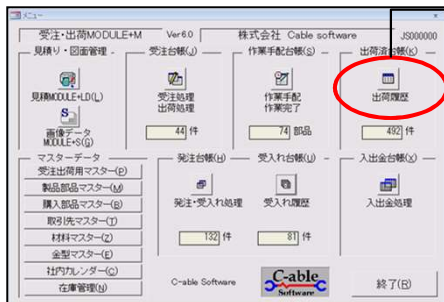 メニュー
受注・出荷MODULE+M Ver6.0 株式会社 Cable software JS000000
見積り・図面管理
見積MODULE+LD(L)
画像データ
MODULE+S(G)
受注台帳(J)
受注処理
出荷処理
44 件
作業手配台帳(S)
作業手配
作業完了
74 部品
出荷済台帳(K)
出荷履歴
492 件
マスターデータ
受注出荷用マスター(P)
製品部品マスター(M)
購入部品マスター(B)
取引先マスター(T)
材料マスター(Z)
金型マスター(E)
社内カレンダー(C)
在庫管理(N)
発注台帳(H)
発注・受入れ処理
132 件
受入れ台帳(U)
受入れ履歴
81 件
入出金台帳(X)
入出金処理
C-able Software
C-able
Software
終了(R)